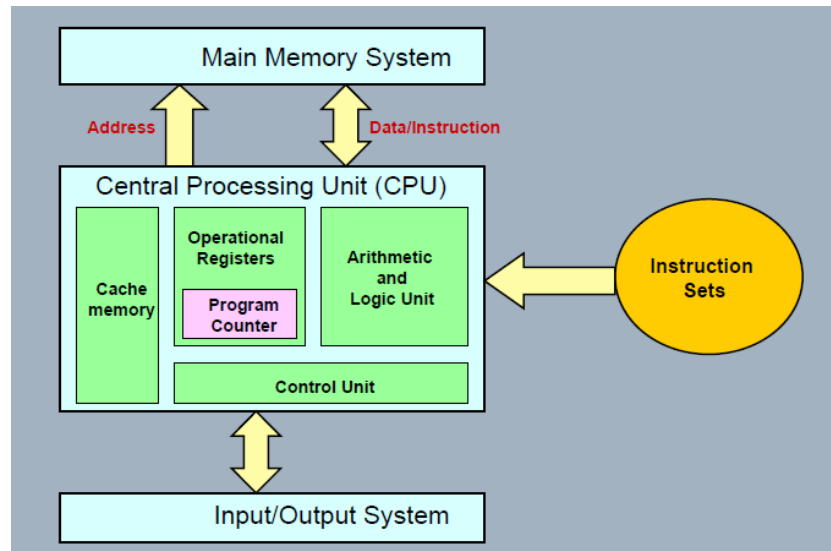 Main Memory System
Address
Data/Instruction
Central Processing Unit (CPU)
Cache
memory
Operational
Registers
Program
Counter
Arithmetic
and
Logic Unit
Control Unit
Instruction
Sets
Input/Output System